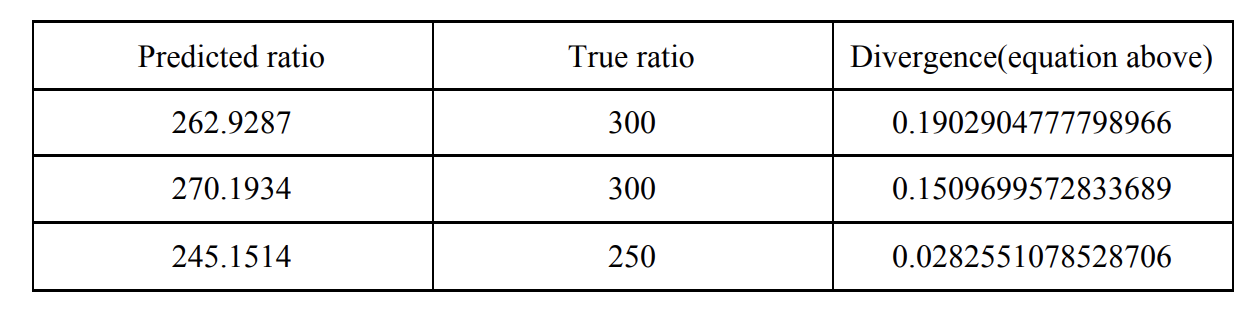 Predicted ratio True ratio Divergence(equation above)
262.9287 300 0.1902904777798966
270.1934 300 0.1509699572833689
245.1514 250 0.0282551078528706